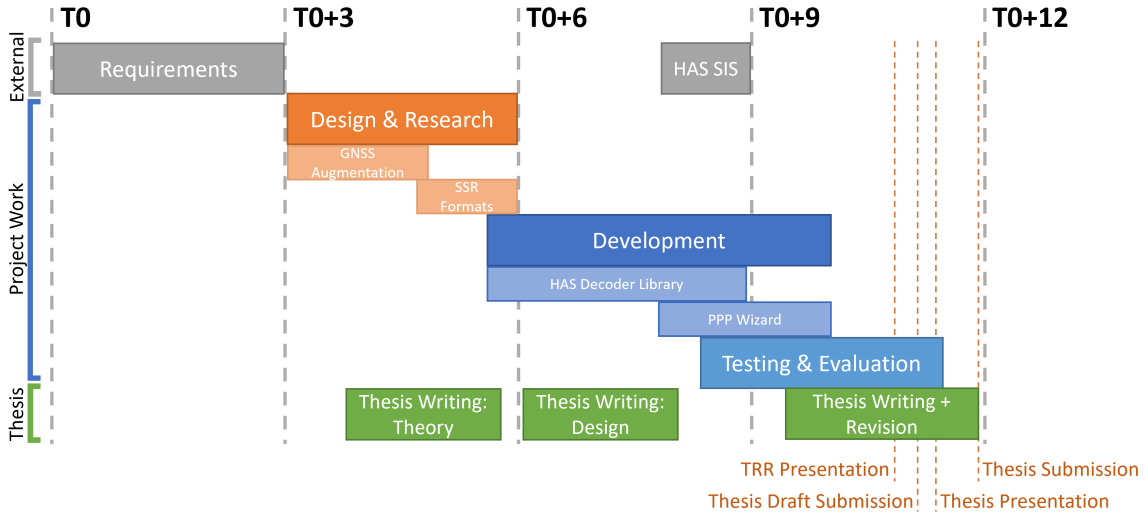 T0
T0+3
T0+6
T0+9
T0+12
External
Requirements
HAS SIS
Project Work
Design & Research
GNSS
Augmentation
SSR
Formats
Development
HAS Decoder Library
PPP Wizard
Testing & Evaluation
Thesis
Thesis Writing:
Theory
Thesis Writing:
Design
Thesis Writing +
Revision
TRR Presentation
Thesis Submission
Thesis Draft Submission
Thesis Presentation